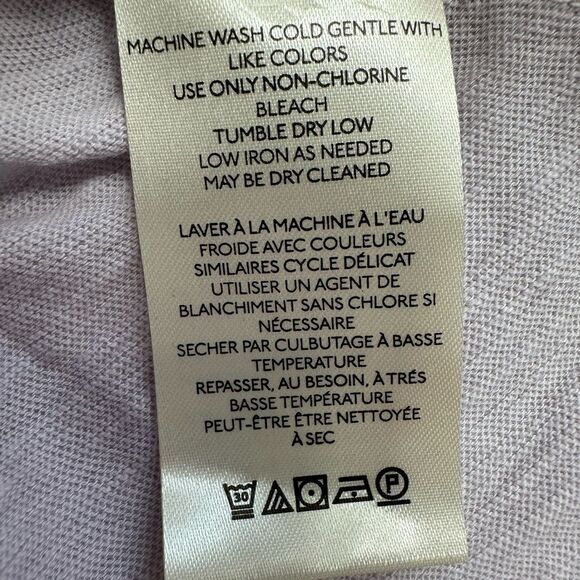 MACHINE WASH COLD GENTLE WITH
LIKE COLORS
USE ONLY NON-CHLORINE
BLEACH
TUMBLE DRY LOW
LOW IRON AS NEEDED
MAY BE DRY CLEANED
LAVER À LA MACHINE À L'EAU
FROIDE AVEC COULEURS
SIMILAIRES CYCLE DÉLICAT
UTILISER UN AGENT DE
BLANCHIMENT SANS CHLORE SI
NÉCESSAIRE
SECHER PAR CULBUTAGE À BASSE
TEMPERATURE
REPASSER, AU BESOIN, À TRÉS
BASSE TEMPÉRATURE
PEUT-ÊTRE ÊTRE NETTOYÉE
À SEC
30 P